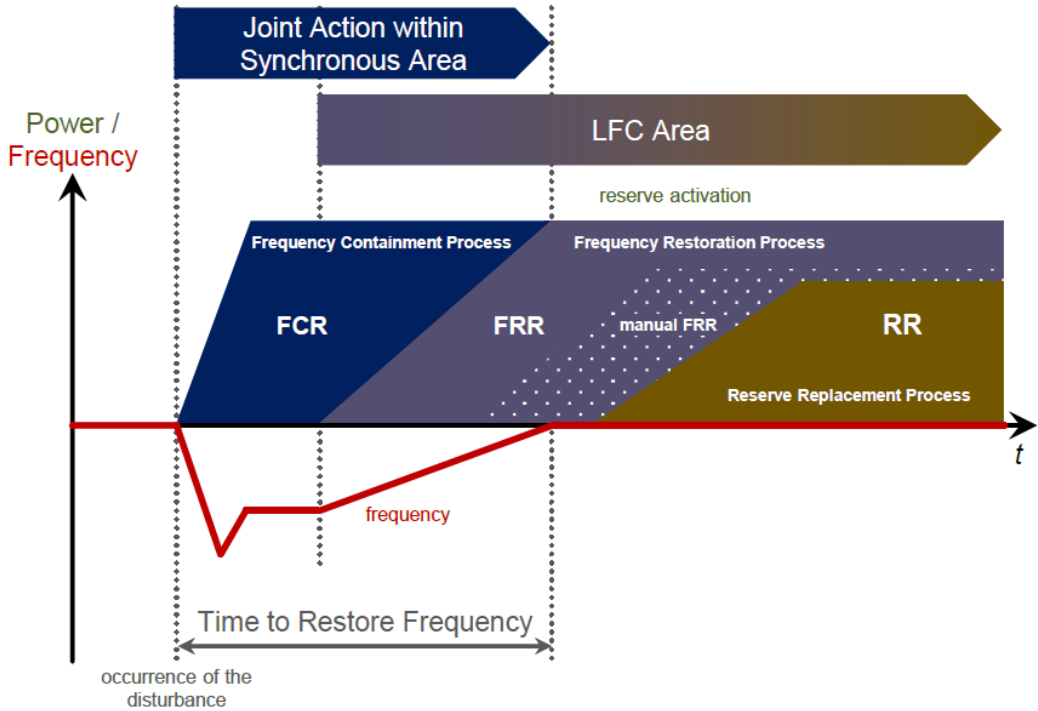 Joint Action within
Synchronous Area
LFC Area
Power /
Frequency
reserve activation
Frequency Containment Process
Frequency Restoration Process
FCR
FRR
manual FRR
RR
Reserve Replacement Process
t
frequency
Time to Restore Frequency
occurrence of the
disturbance